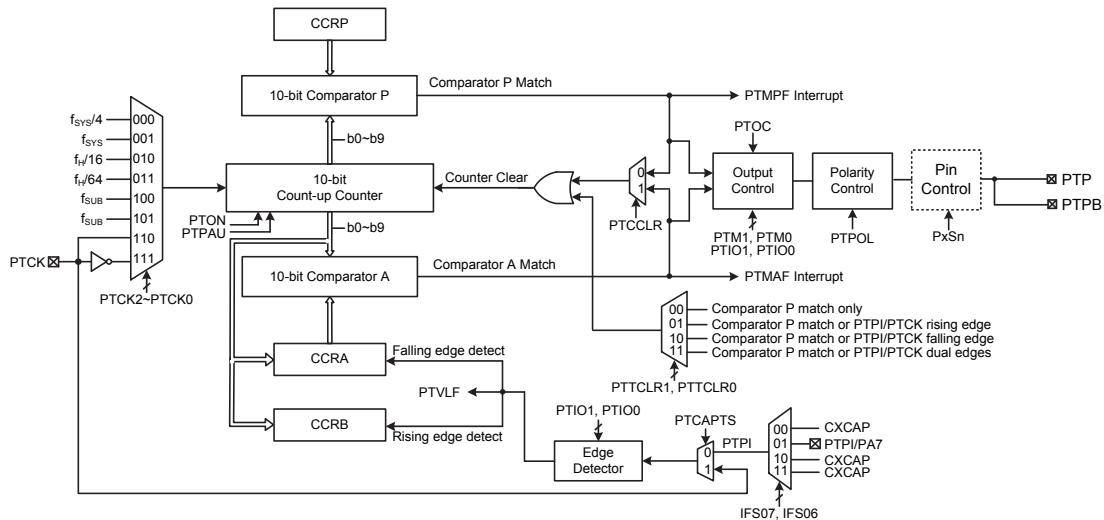 CCRP
10-bit Comparator P
Comparator P Match
PTMPF Interrupt
b0~b9
fSYS/4
000
fSYS
001
fH/16
010
fH/64
011
fSUB
100
fSUB
101
110
111
PTCK
PTCK2~PTCK0
10-bit
Count-up Counter
PTON
PTPAU
Counter Clear
0
1
PTCCLR
PTOC
Output
Control
PTM1, PTM0
PTIO1, PTIO0
Polarity
Control
PTPOL
Pin
Control
PxSn
PTP
PTPB
b0~b9
10-bit Comparator A
Comparator A Match
PTMAF Interrupt
00
Comparator P match only
01
Comparator P match or PTPI/PTCK rising edge
10
Comparator P match or PTPI/PTCK falling edge
11
Comparator P match or PTPI/PTCK dual edges
PTTCLR1, PTTCLR0
CCRA
Falling edge detect
PTVLF
CCRB
Rising edge detect
PTIO1, PTIO0
Edge
Detector
PTCAPTS
0
1
PTPI
00
CXCAP
01
PTPI/PA7
10
CXCAP
11
CXCAP
IFS07, IFS06